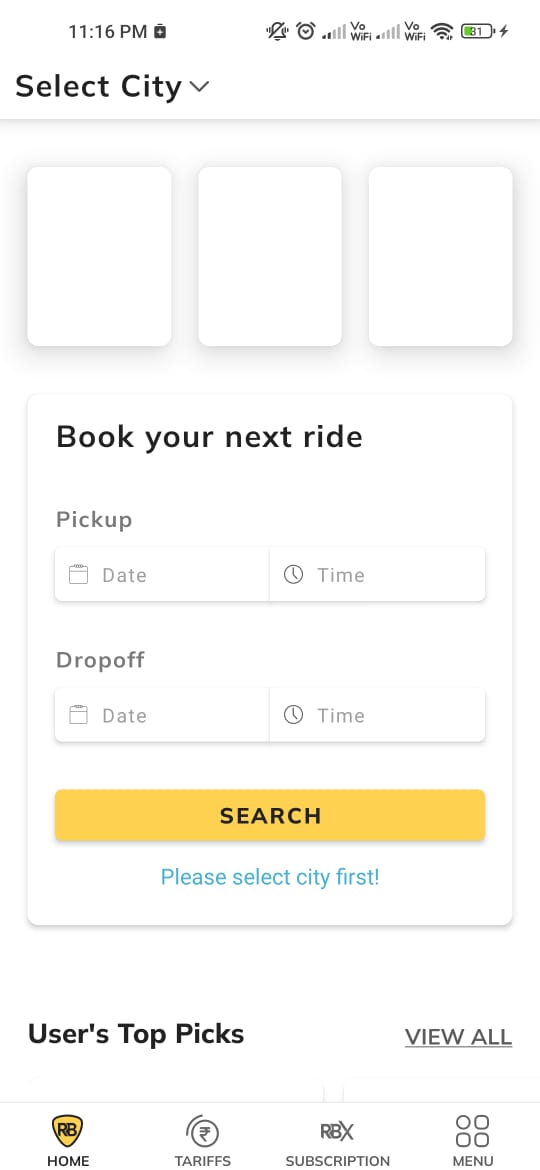 11:16 PM
Vo WiFi Vo WiFi 31
Select City
Book your next ride
Pickup
Date Time
Dropoff
Date Time
SEARCH
Please select city first!
User's Top Picks VIEW ALL
RB RBX
HOME TARIFFS SUBSCRIPTION MENU